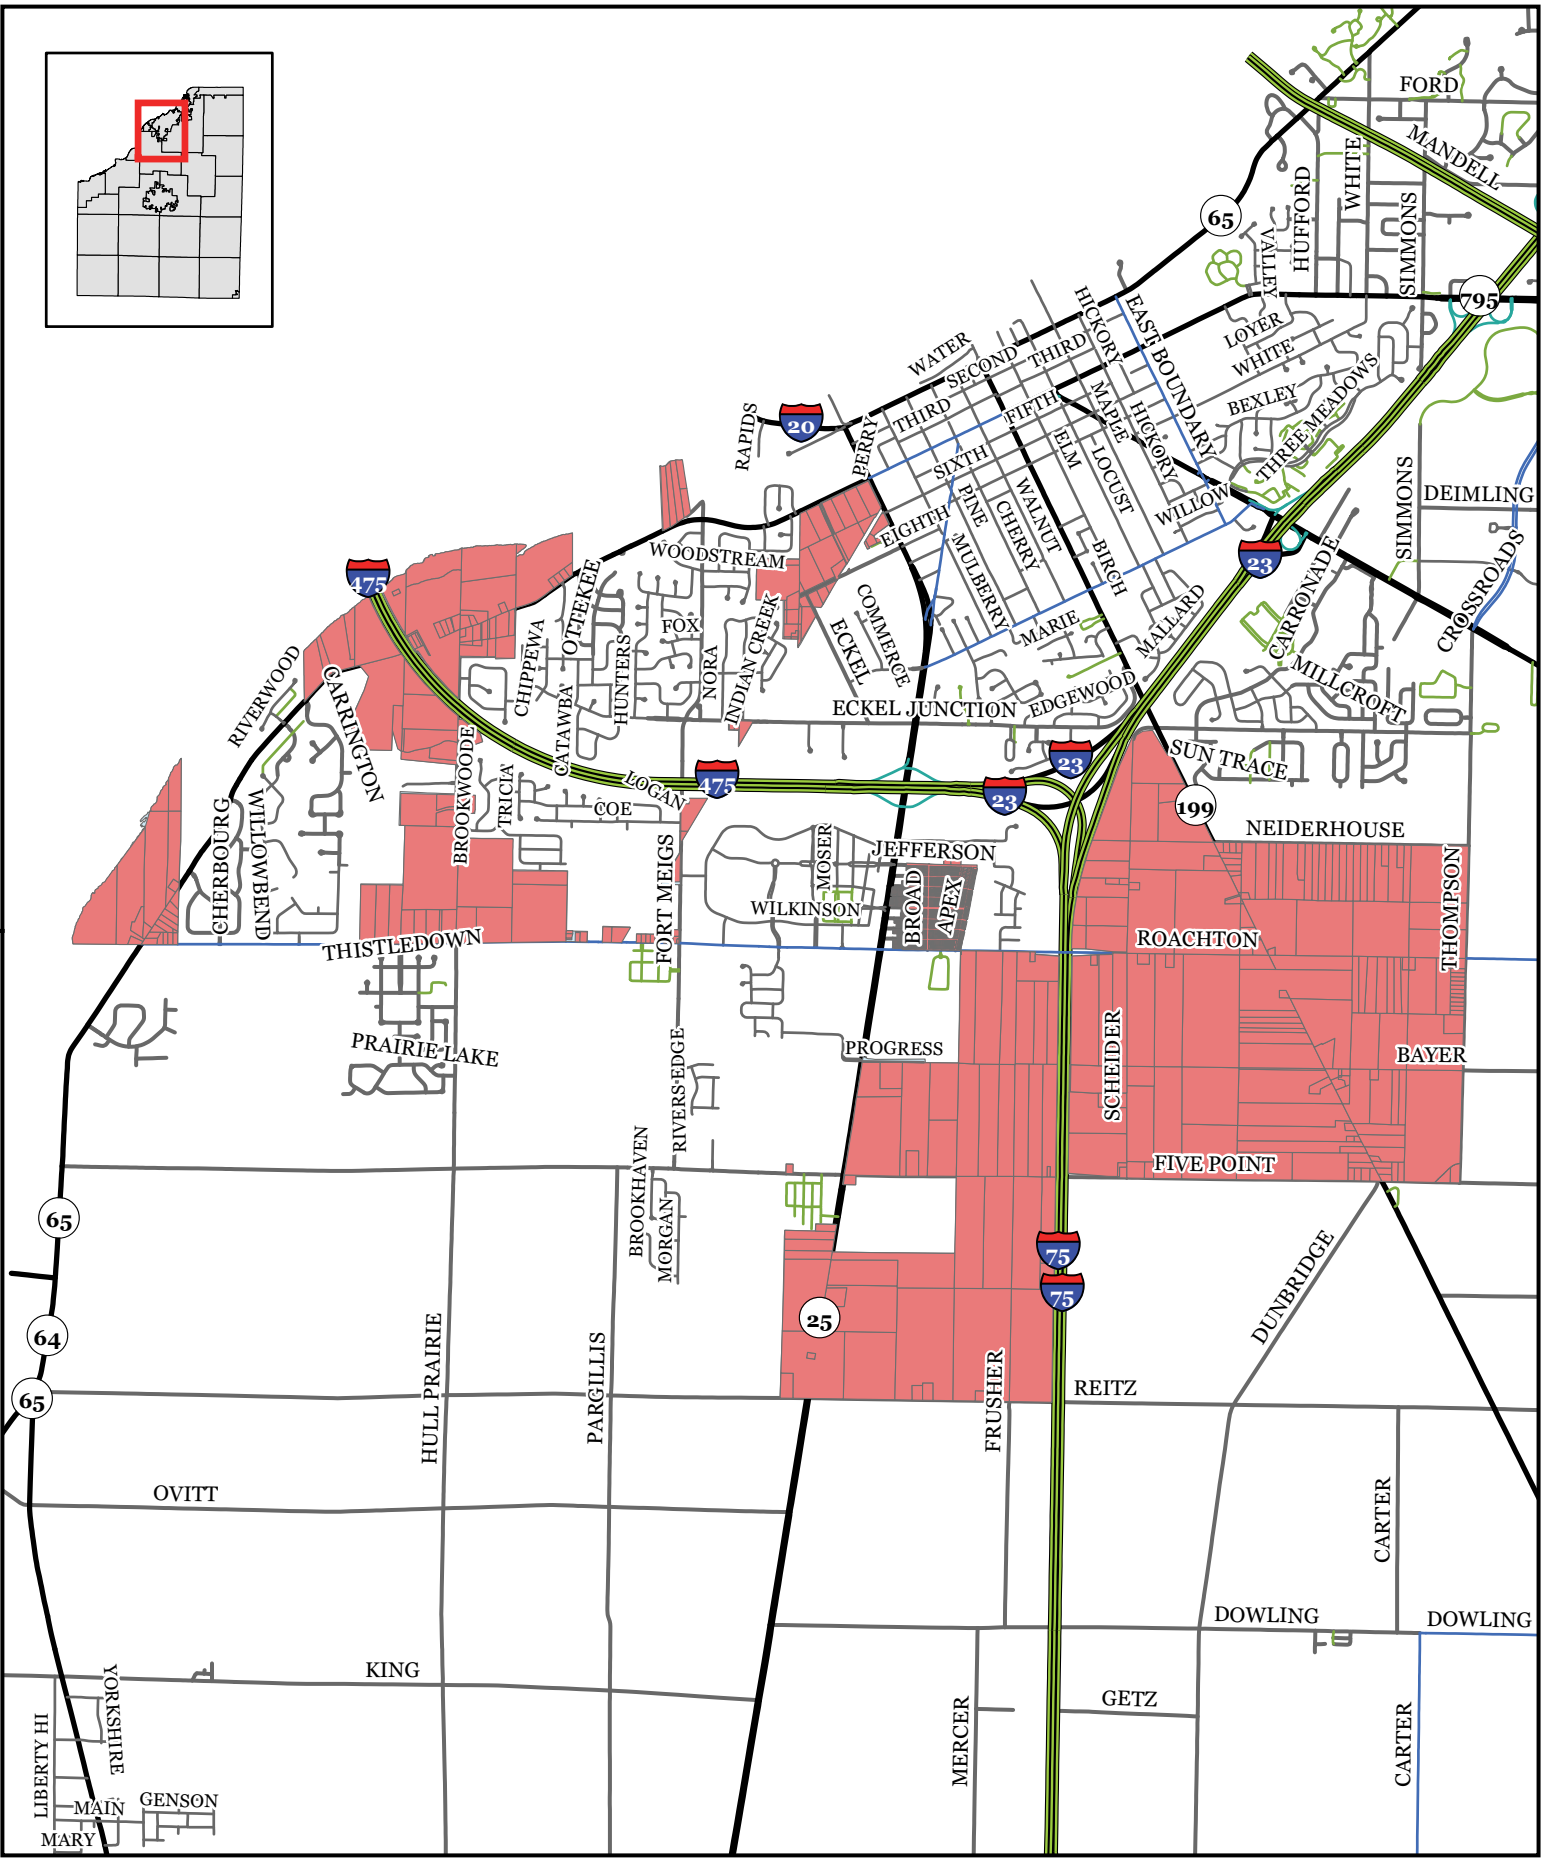 FORD
MANDELL
WHITE
HUFFORD
SIMMONS
65
VALLEY
795
HICKORY
EAST BOUNDARY
LOYER
WHITE
WATER
SECOND
THIRD
BEXLEY
THREE MEADOWS
THIRD
FIFTH
MAPLE
HICKORY
RAPIDS
20
PERRY
SIXTH
ELM
LOCUST
SIMMONS
DEIMLING
EIGHTH
PINE
WALNUT
WILLOW
CHERRY
WOODSTREAM
MULBERRY
BIRCH
23
CARRONADE
CROSSROADS
475
OTTEKEE
COMMERCE
ECKEL
MARIE
MALLARD
FOX
INDIAN CREEK
CHIPPEWA
HUNTERS
NORA
MILLCROFT
RIVERWOOD
CARRINGTON
CATAWBA
ECKEL JUNCTION
EDGEWOOD
BROOKWOODE
23
SUN TRACE
TRICIA
LOGAN
475
23
199
COE
CHERBOURG
WILLOWBEND
NEIDERHOUSE
FORT MEIGS
MOSER
JEFFERSON
BROAD
APEX
THOMPSON
WILKINSON
THISTLEDOWN
ROACHTON
PRAIRIE LAKE
PROGRESS
BAYER
RIVERS EDGE
SCHEIDER
BROOKHAVEN
FIVE POINT
MORGAN
65
75
75
DUNBRIDGE
25
64
65
HULL PRAIRIE
PARGILLIS
FRUSHER
REITZ
OVITT
CARTER
DOWLING
DOWLING
KING
YORKSHIRE
GETZ
MERCER
CARTER
LIBERTY HI
MAIN
GENSON
MARY